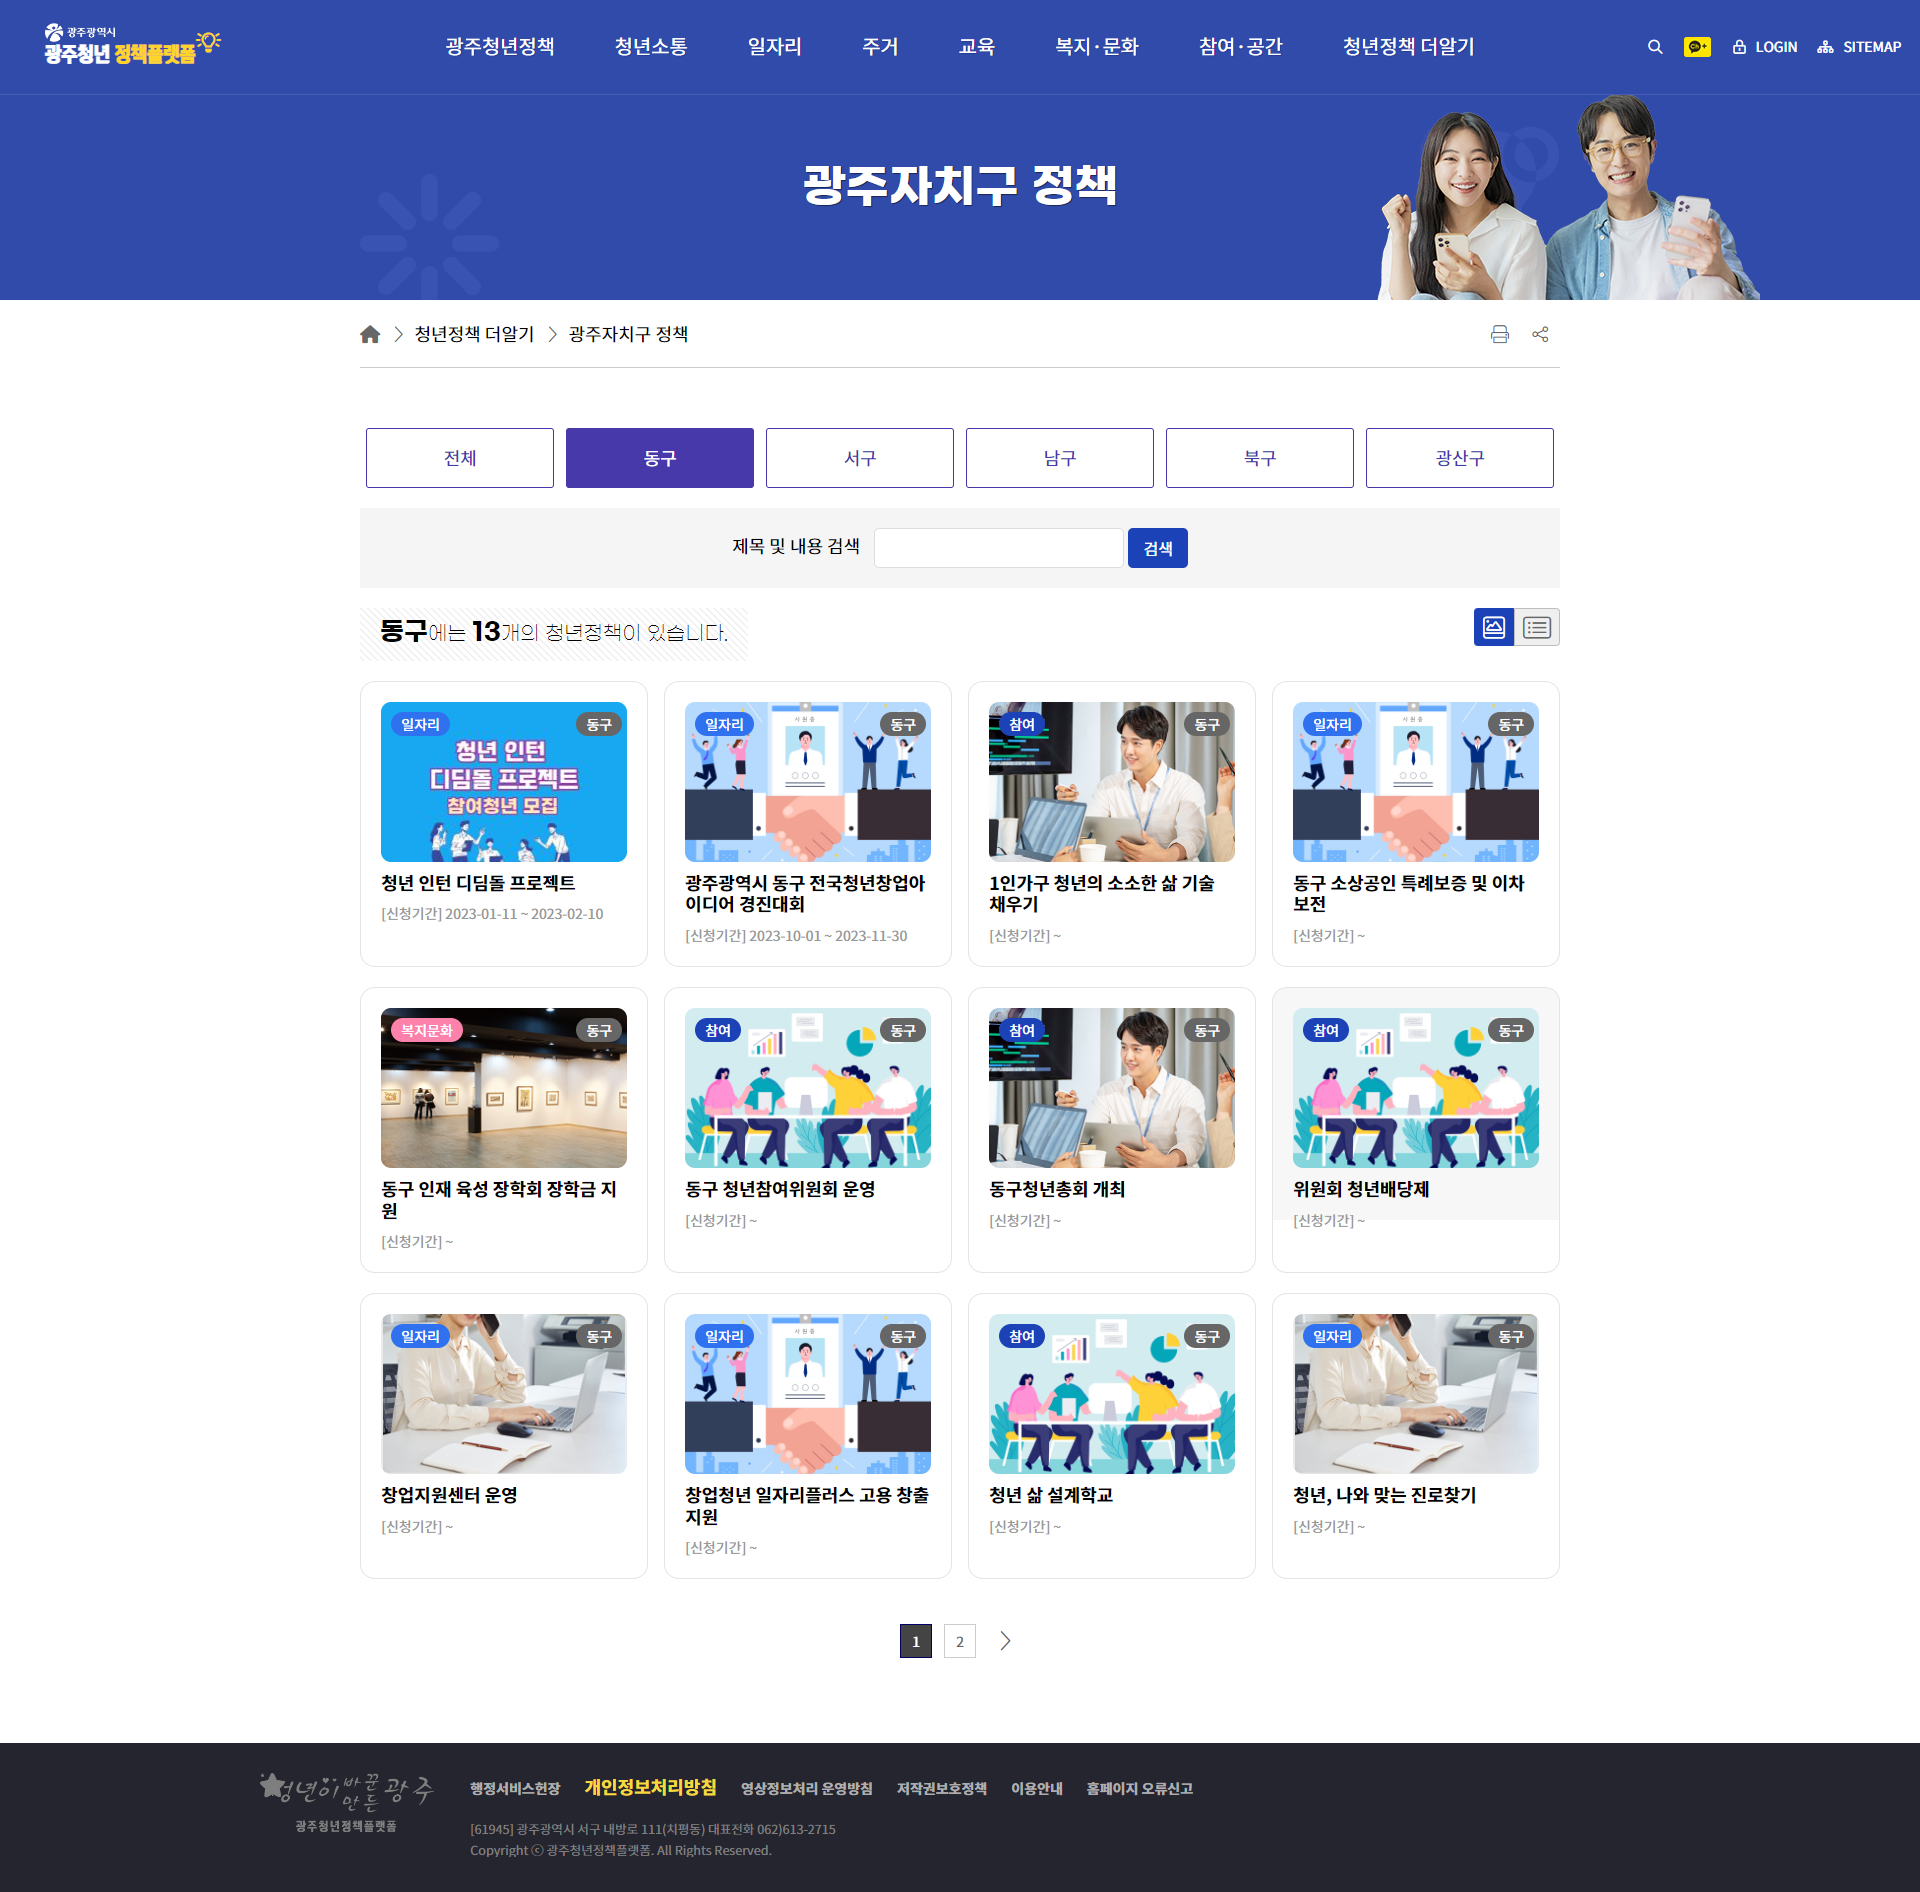 광주광역시
광주청년 정책플랫폼
광주청년정책 청년소통 일자리 주거 교육 복지·문화 참여·공간 청년정책 더알기
Ch+ LOGIN SITEMAP
광주자치구 정책
청년정책 더알기 광주자치구 정책
전체 동구 서구 남구 북구 광산구
제목 및 내용 검색 검색
동구에는 13개의 청년정책이 있습니다.
일자리 동구
청년 인턴
디딤돌 프로젝트
참여청년 모집
청년 인턴 디딤돌 프로젝트
[신청기간] 2023-01-11 ~ 2023-02-10
일자리 동구
사원증
광주광역시 동구 전국청년창업아
이디어 경진대회
[신청기간] 2023-10-01 ~ 2023-11-30
참여 동구
1인가구 청년의 소소한 삶 기술
채우기
[신청기간] ~
일자리 동구
사원증
동구 소상공인 특례보증 및 이차
보전
[신청기간] ~
복지문화 동구
동구 인재 육성 장학회 장학금 지
원
[신청기간] ~
참여 동구
동구 청년참여위원회 운영
[신청기간] ~
참여 동구
동구청년총회 개최
[신청기간] ~
참여 동구
위원회 청년배당제
[신청기간] ~
일자리 동구
창업지원센터 운영
[신청기간] ~
일자리 동구
사원증
창업청년 일자리플러스 고용 창출
지원
[신청기간] ~
참여 동구
청년 삶 설계학교
[신청기간] ~
일자리 동구
청년, 나와 맞는 진로찾기
[신청기간] ~
1 2
청년이 바꾼 만든 광주
광주청년정책플랫폼
행정서비스헌장 개인정보처리방침 영상정보처리 운영방침 저작권보호정책 이용안내 홈페이지 오류신고
[61945] 광주광역시 서구 내방로 111(치평동) 대표전화 062)613-2715
Copyright ⓒ 광주청년정책플랫폼. All Rights Reserved.